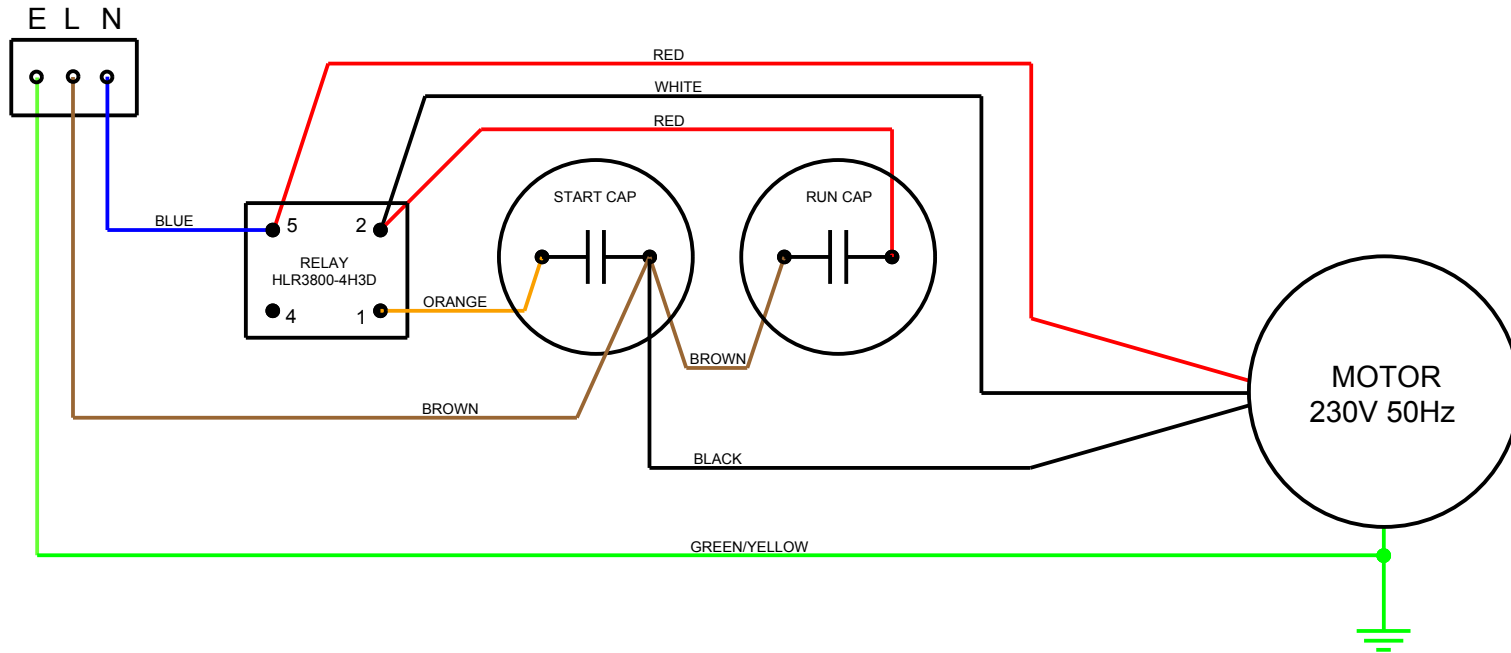 E L N
RED
WHITE
RED
START CAP
RUN CAP
BLUE
5
2
RELAY
HLR3800-4H3D
4
1
ORANGE
BROWN
BROWN
MOTOR
230V 50Hz
BLACK
GREEN/YELLOW